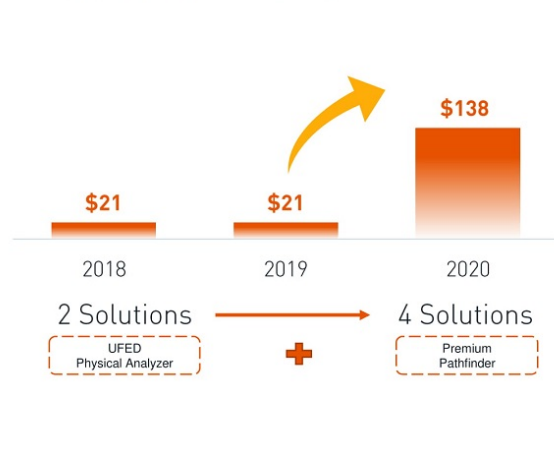 $138
$21
$21
2018
2019
2020
2 Solutions
4 Solutions
UFED
Physical Analyzer
Premium
Pathfinder